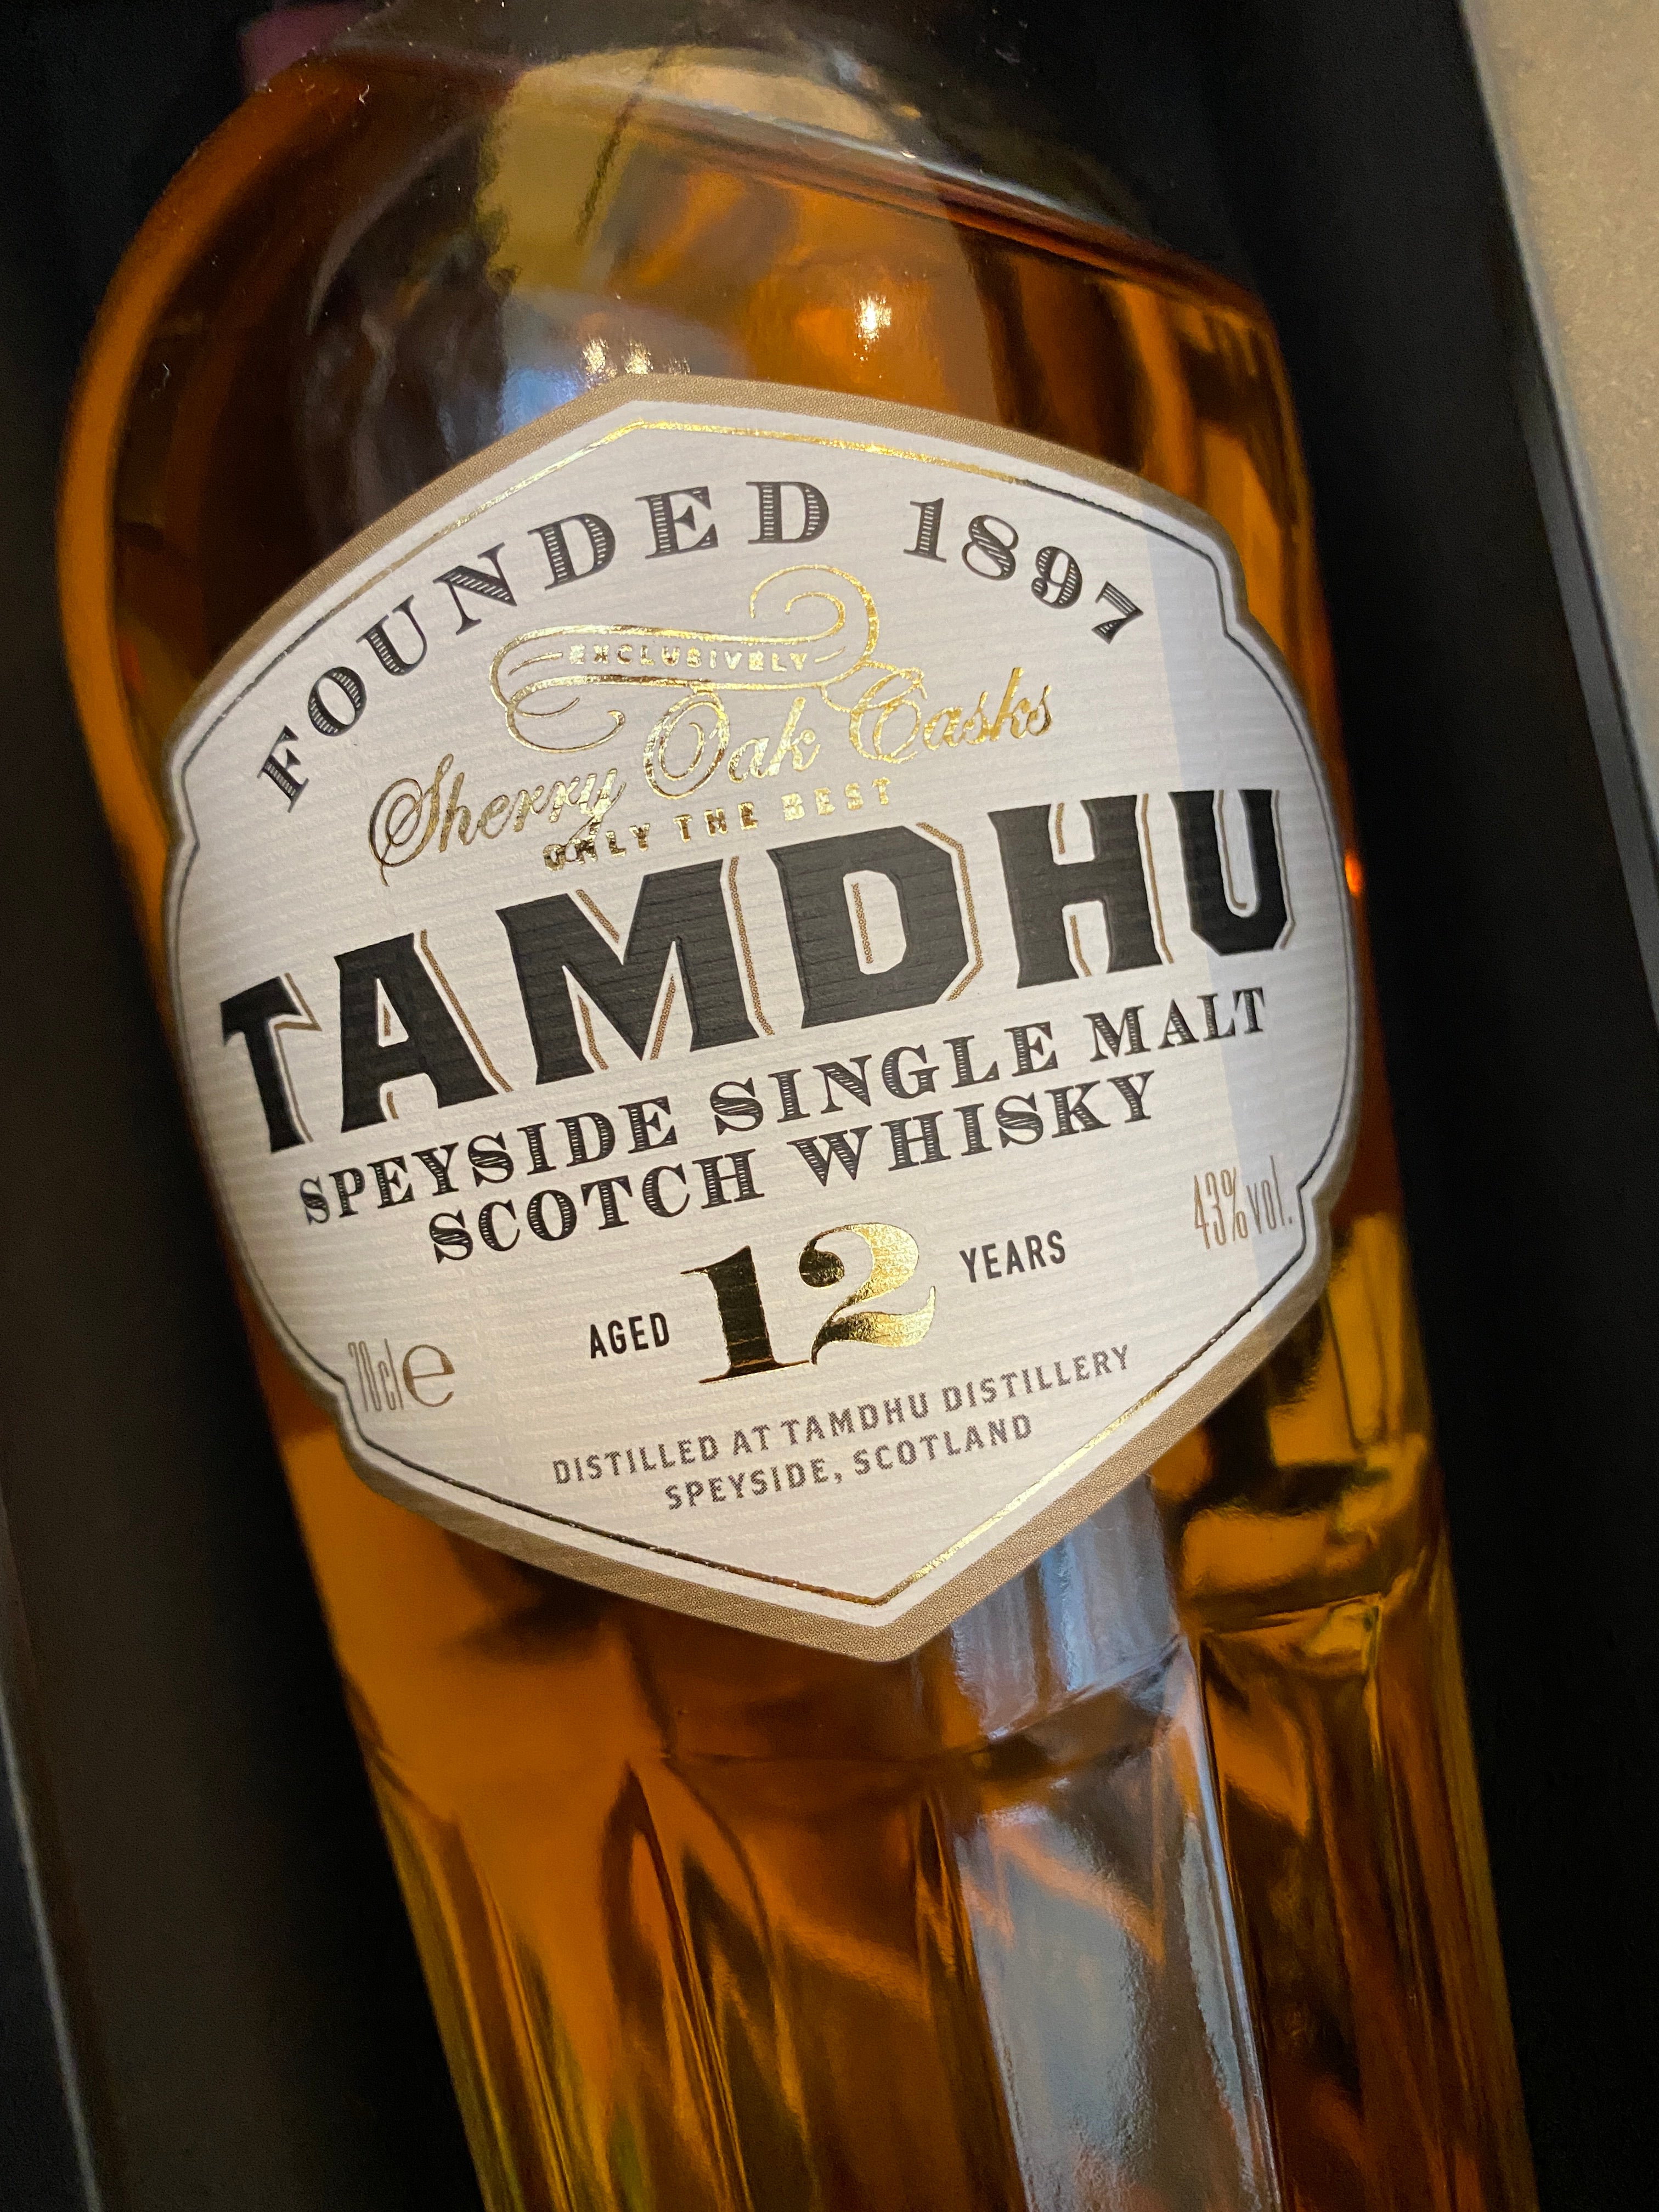 FOUNDED 1897
EXCLUSIVELY
Sherry Oak Casks
ONLY THE BEST
TAMDHU
SPEYSIDE SINGLE MALT
SCOTCH WHISKY
43%vol.
AGED 12 YEARS
70cl e
DISTILLED AT TAMDHU DISTILLERY
SPEYSIDE, SCOTLAND